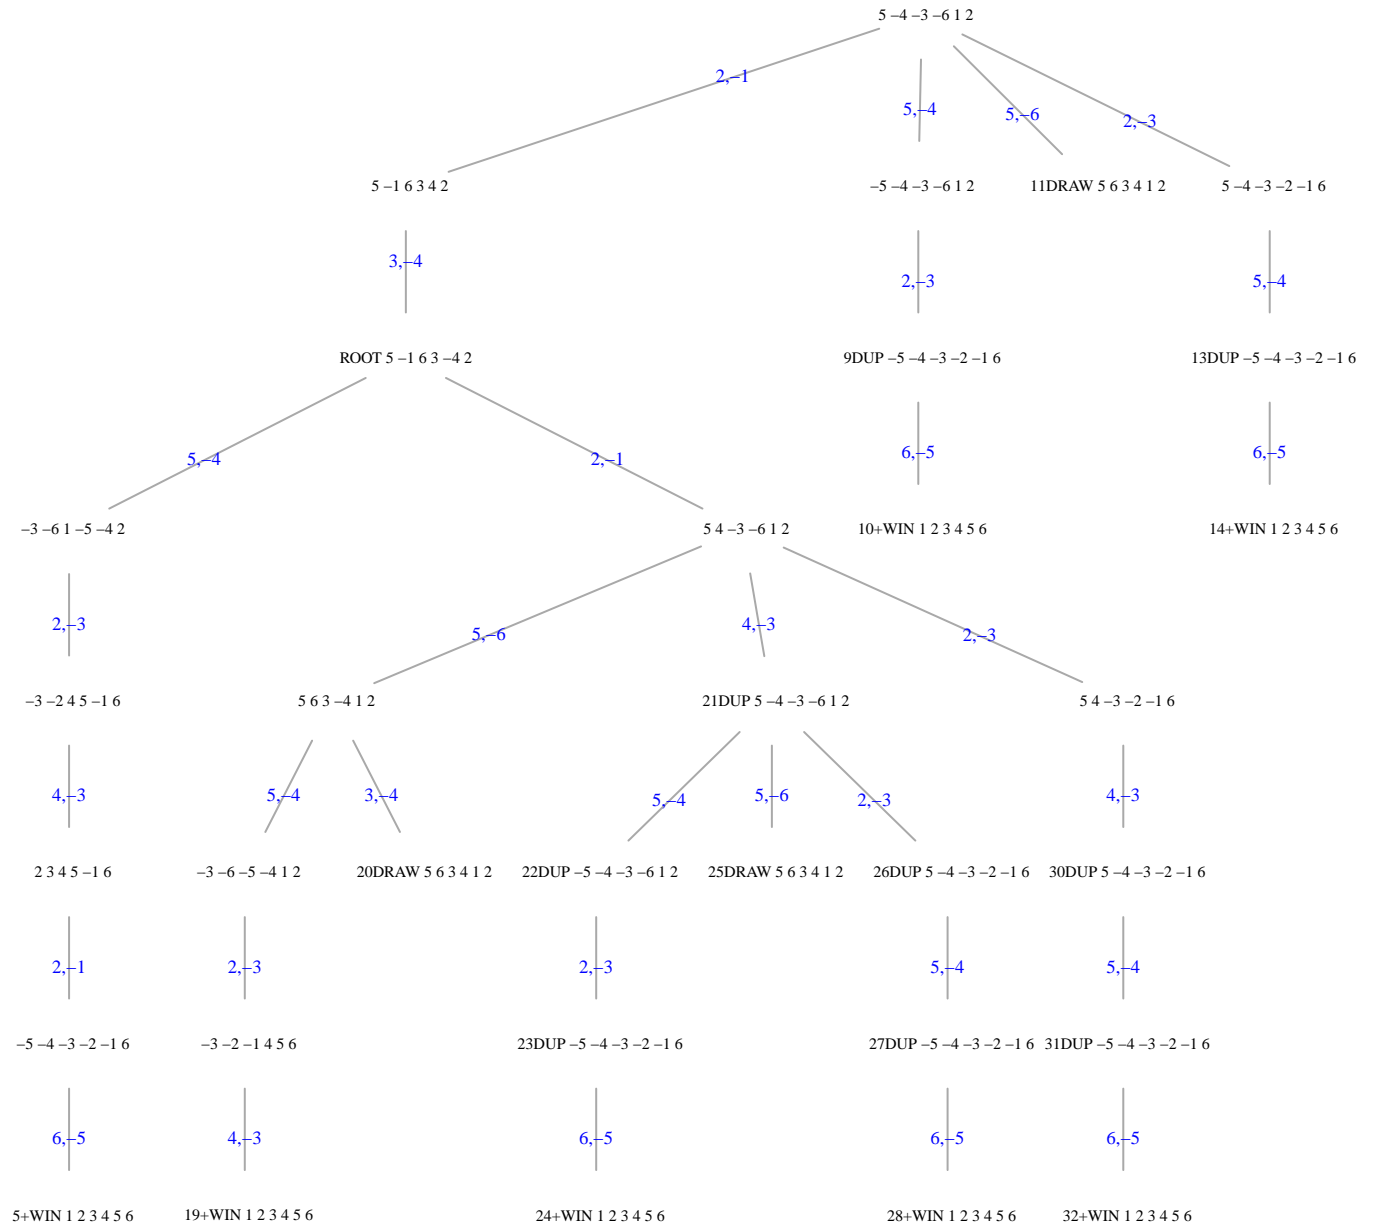 5 –4 –3 –6 1 2
2,–1
5,–4
5,–6
2,–3
5 –1 6 3 4 2
–5 –4 –3 –6 1 2
11DRAW 5 6 3 4 1 2
5 –4 –3 –2 –1 6
3,–4
2,–3
5,–4
ROOT 5 –1 6 3 –4 2
9DUP –5 –4 –3 –2 –1 6
13DUP –5 –4 –3 –2 –1 6
5,–4
2,–1
6,–5
6,–5
–3 –6 1 –5 –4 2
5 4 –3 –6 1 2
10+WIN 1 2 3 4 5 6
14+WIN 1 2 3 4 5 6
2,–3
5,–6
4,–3
2,–3
–3 –2 4 5 –1 6
5 6 3 –4 1 2
21DUP 5 –4 –3 –6 1 2
5 4 –3 –2 –1 6
4,–3
5,–4
3,–4
5,–4
5,–6
2,–3
4,–3
2 3 4 5 –1 6
–3 –6 –5 –4 1 2
20DRAW 5 6 3 4 1 2
22DUP –5 –4 –3 –6 1 2
25DRAW 5 6 3 4 1 2
26DUP 5 –4 –3 –2 –1 6
30DUP 5 –4 –3 –2 –1 6
2,–1
2,–3
2,–3
5,–4
5,–4
–5 –4 –3 –2 –1 6
–3 –2 –1 4 5 6
23DUP –5 –4 –3 –2 –1 6
27DUP –5 –4 –3 –2 –1 6
31DUP –5 –4 –3 –2 –1 6
6,–5
4,–3
6,–5
6,–5
6,–5
5+WIN 1 2 3 4 5 6
19+WIN 1 2 3 4 5 6
24+WIN 1 2 3 4 5 6
28+WIN 1 2 3 4 5 6
32+WIN 1 2 3 4 5 6